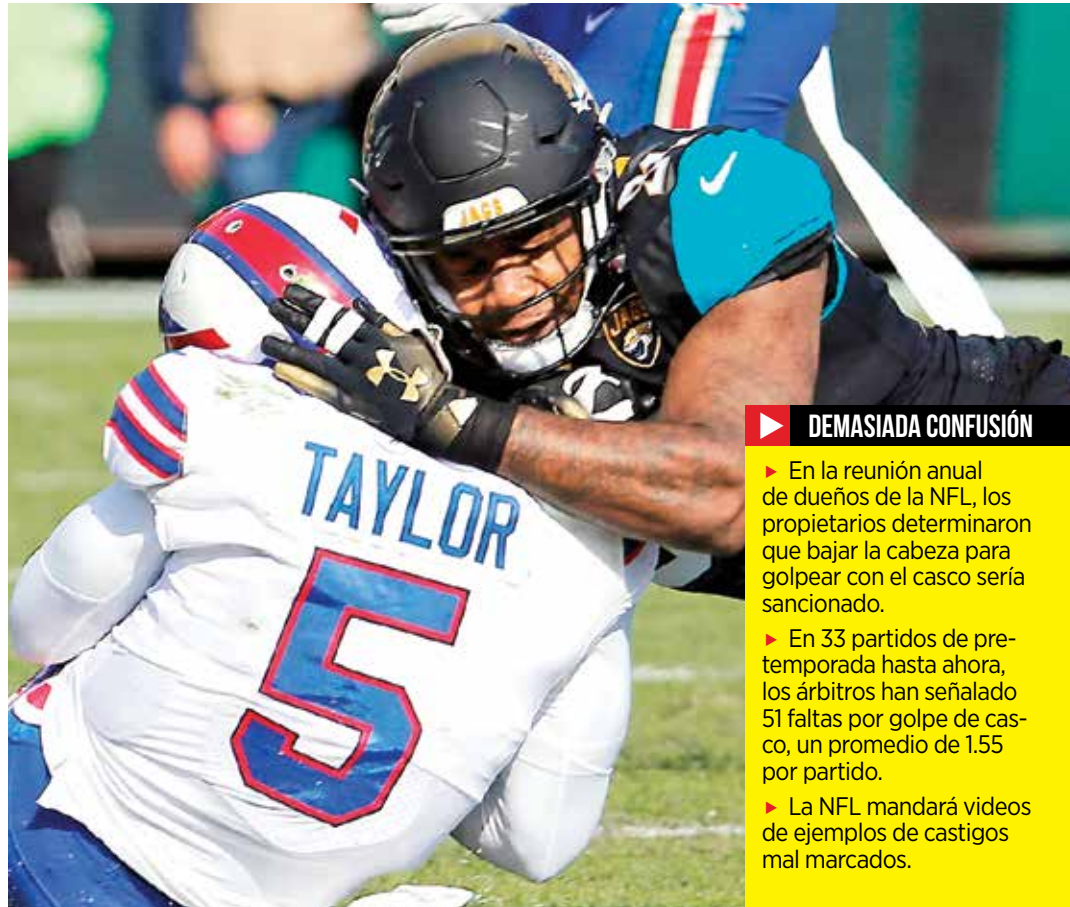 JAGS
JAGS
TAYLOR
5
DEMASIADA CONFUSIÓN
► En la reunión anual
de dueños de la NFL, los
propietarios determinaron
que bajar la cabeza para
golpear con el casco sería
sancionado.
► En 33 partidos de pre-
temporada hasta ahora,
los árbitros han señalado
51 faltas por golpe de cas-
co, un promedio de 1.55
por partido.
► La NFL mandará videos
de ejemplos de castigos
mal marcados.